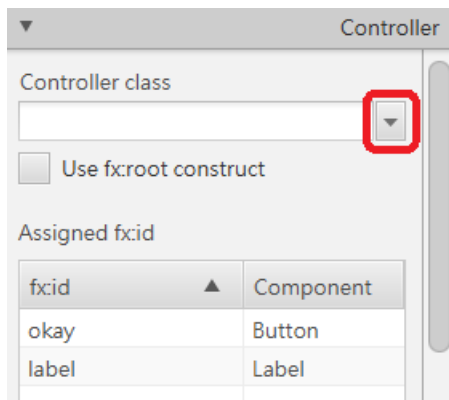 Controller
Controller class
Use fx:root construct
Assigned fx:id
fx:id Component
okay Button
label Label